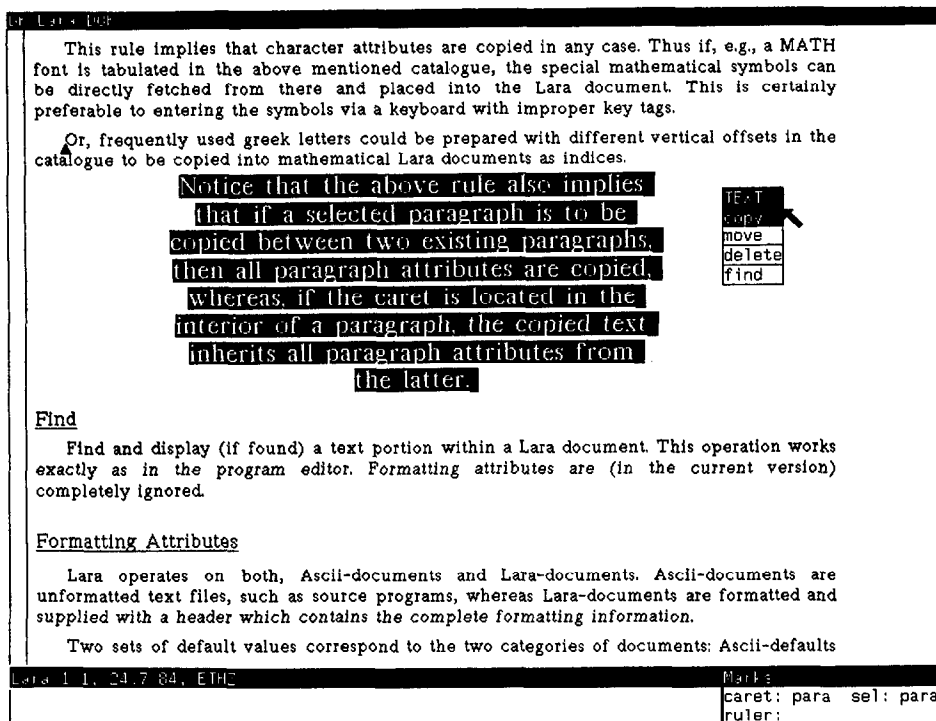 This rule implies that character attributes are copied in any case. Thus if, e.g., a MATH
font is tabulated in the above mentioned catalogue, the special mathematical symbols can
be directly fetched from there and placed into the Lara document. This is certainly
preferable to entering the symbols via a keyboard with improper key tags.
Or, frequently used greek letters could be prepared with different vertical offsets in the
catalogue to be copied into mathematical Lara documents as indices.
Notice that the above rule also implies
that if a selected paragraph is to be
copied between two existing paragraphs,
then all paragraph attributes are copied,
whereas, if the caret is located in the
interior of a paragraph, the copied text
inherits all paragraph attributes from
the latter.
TEXT
copy
move
delete
find
Find
Find and display (if found) a text portion within a Lara document. This operation works
exactly as in the program editor. Formatting attributes are (in the current version)
completely ignored.
Formatting Attributes
Lara operates on both, Ascii-documents and Lara-documents. Ascii-documents are
unformatted text files, such as source programs, whereas Lara-documents are formatted and
supplied with a header which contains the complete formatting information.
Two sets of default values correspond to the two categories of documents: Ascii-defaults
Lara 1.1, 24.7.84, ETHZ
Marks
caret: para sel: para
ruler: